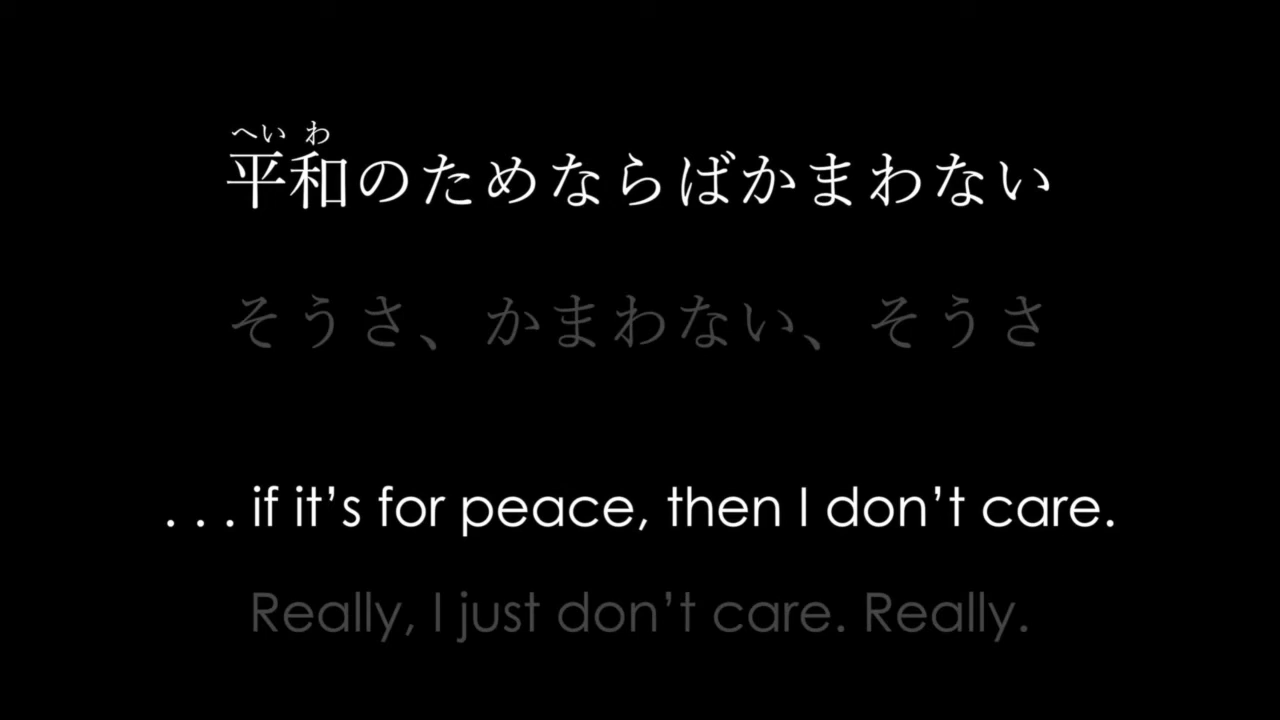 へいわ
平和のためならばかまわない
そうさ、かまわない、そうさ
. . . if it’s for peace, then I don’t care.
Really, I just don’t care. Really.